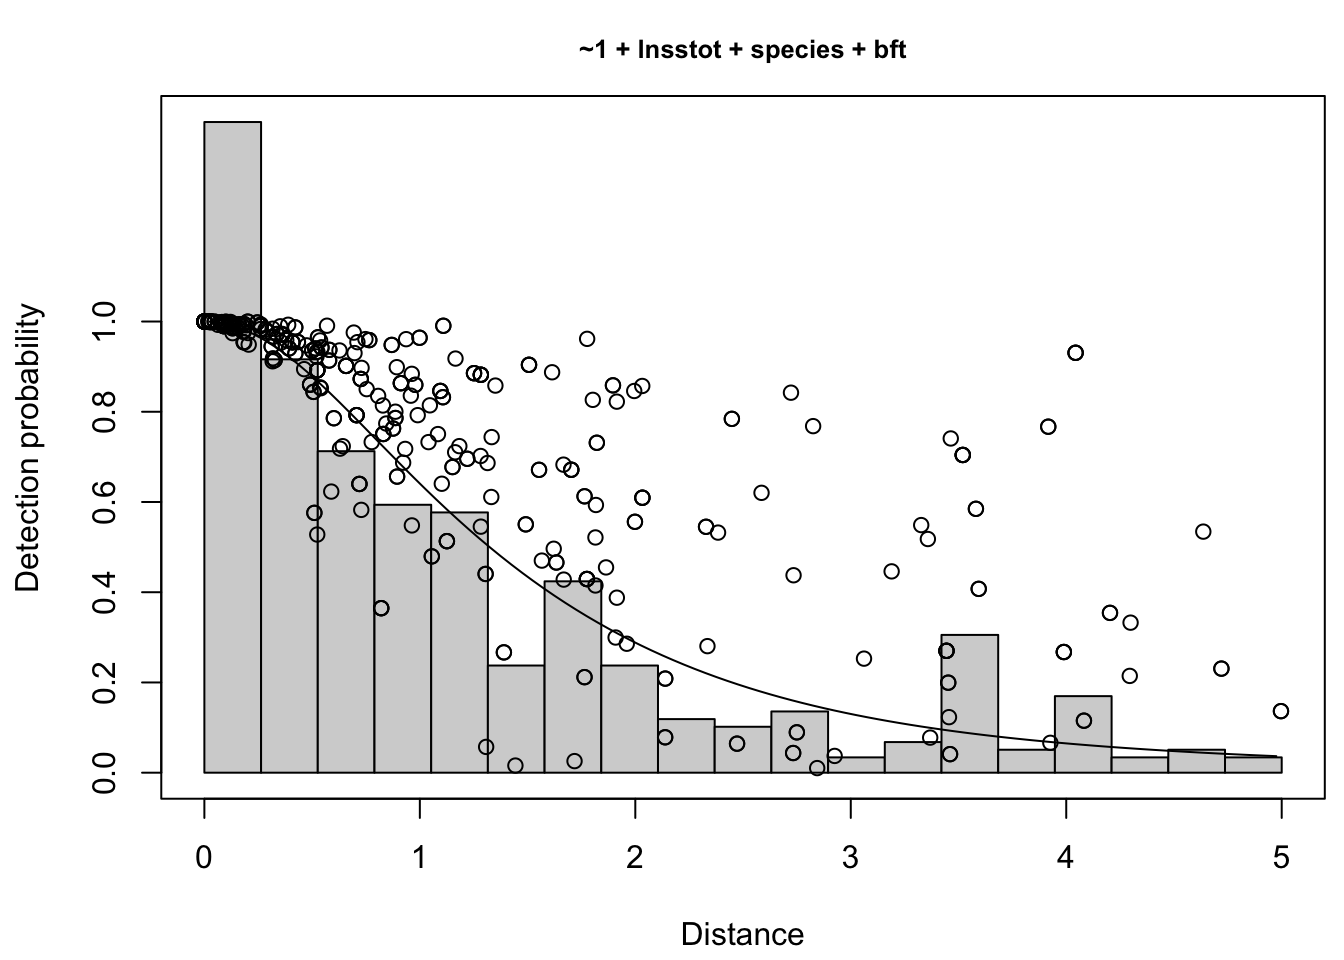 ~1 + lnsstot + species + bft
Detection probability
1.0
0.8
0.6
0.4
0.2
0.0
0 1 2 3 4 5
Distance